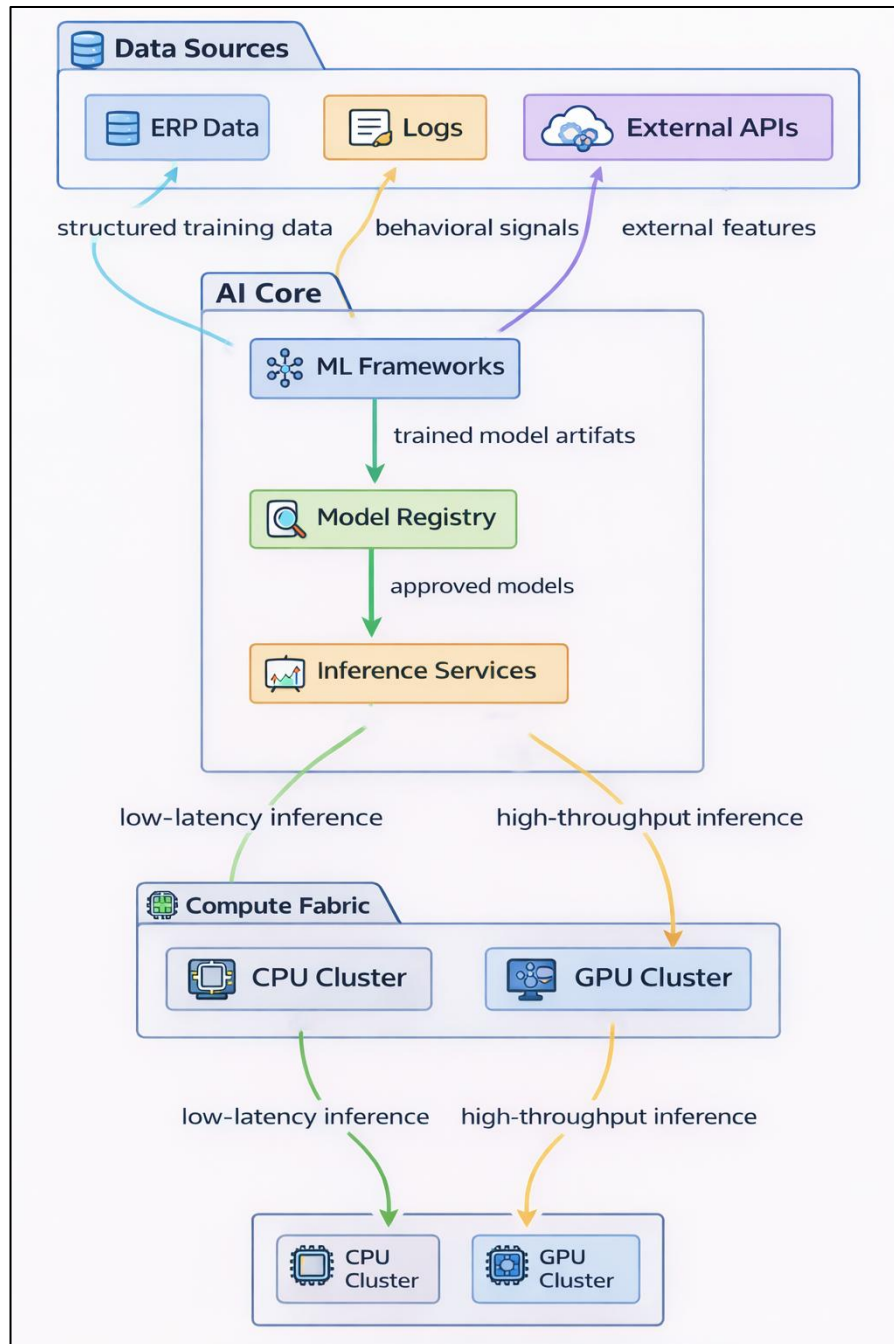 Data Sources
ERP Data
Logs
External APIs
structured training data
behavioral signals
external features
AI Core
ML Frameworks
trained model artifats
Model Registry
approved models
Inference Services
low-latency inference
high-throughput inference
Compute Fabric
CPU Cluster
GPU Cluster
low-latency inference
high-throughput inference
CPU
Cluster
GPU
Cluster